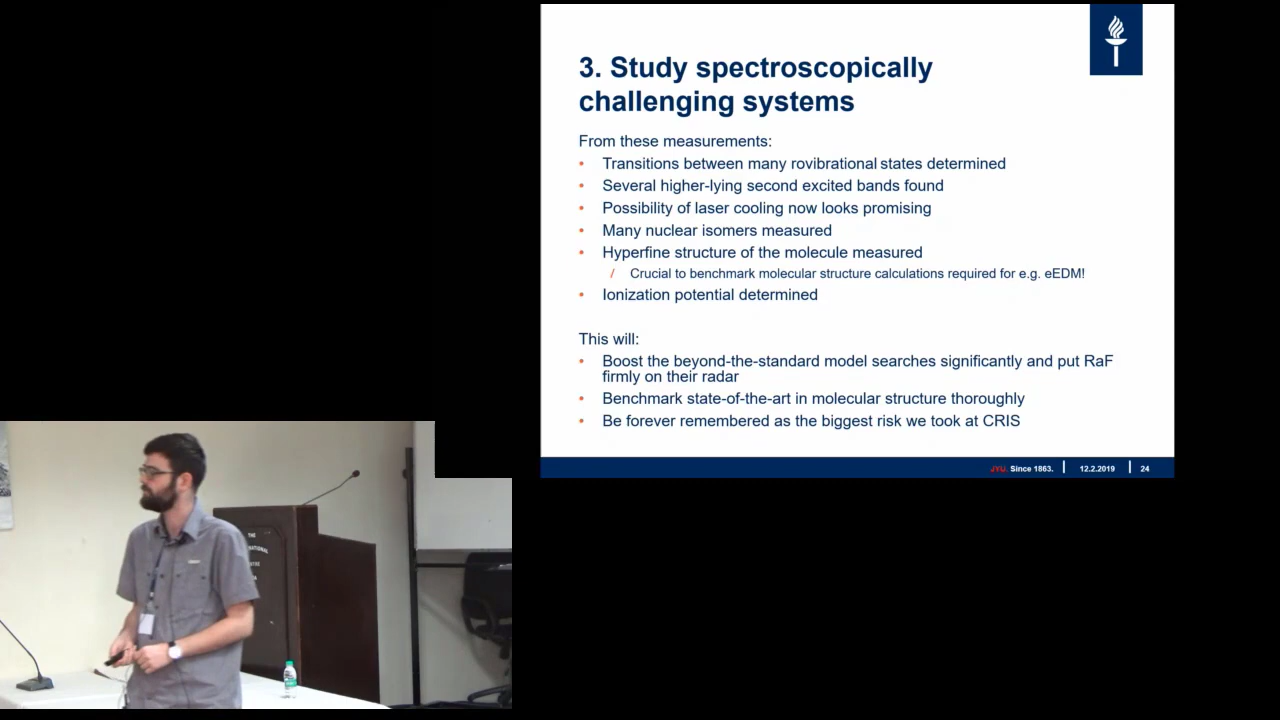 3. Study spectroscopically
challenging systems
From these measurements:
• Transitions between many rovibrational states determined
• Several higher-lying second excited bands found
• Possibility of laser cooling now looks promising
• Many nuclear isomers measured
• Hyperfine structure of the molecule measured
/ Crucial to benchmark molecular structure calculations required for e.g. eEDM!
• Ionization potential determined
This will:
• Boost the beyond-the-standard model searches significantly and put RaF
firmly on their radar
• Benchmark state-of-the-art in molecular structure thoroughly
• Be forever remembered as the biggest risk we took at CRIS
JYU. Since 1863. | 12.2.2019 | 24
THE